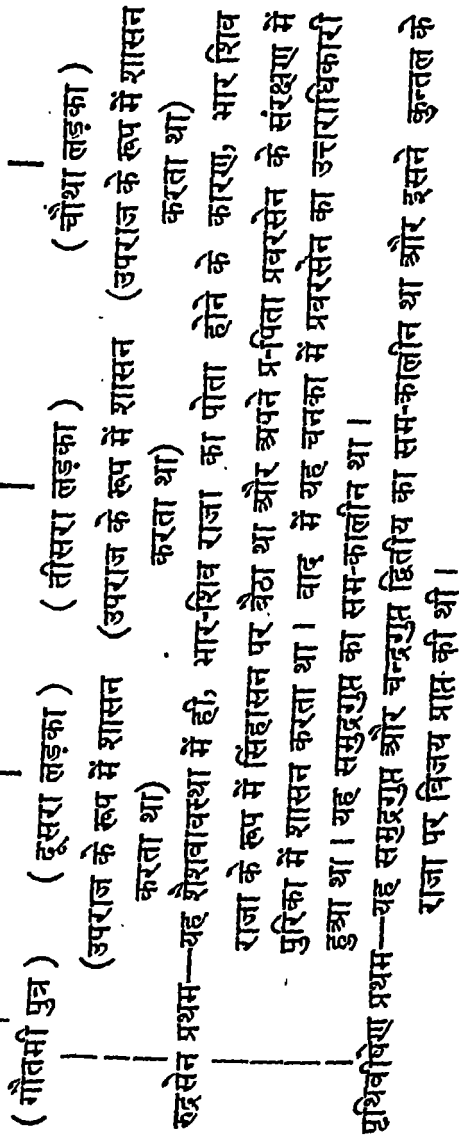 ( गौतमी पुत्र ) ( दूसरा लड़का ) ( तीसरा लड़का ) ( चौथा लड़का )
(उपराज के रूप में शासन (उपराज के रूप में शासन (उपराज के रूप में शासन
करता था) करता था) करता था)
रुद्रसेन प्रथम—यह शैशवावस्था में ही, भार-शिव राजा का पोता होने के कारण, भार शिव
राजा के रूप में सिंहासन पर बैठा था और अपने प्र-पिता प्रवरसेन के संरक्षण में
पुरिका में शासन करता था । बाद में यह चनका में प्रवरसेन का उत्तराधिकारी
हुआ था । यह समुद्रगुप्त का सम-कालीन था ।
पृथिवीषेण प्रथम—यह समुद्रगुप्त और चन्द्रगुप्त द्वितीय का सम-कालीन था और इसने कुन्तल के
राजा पर विजय प्राप्त की थी ।